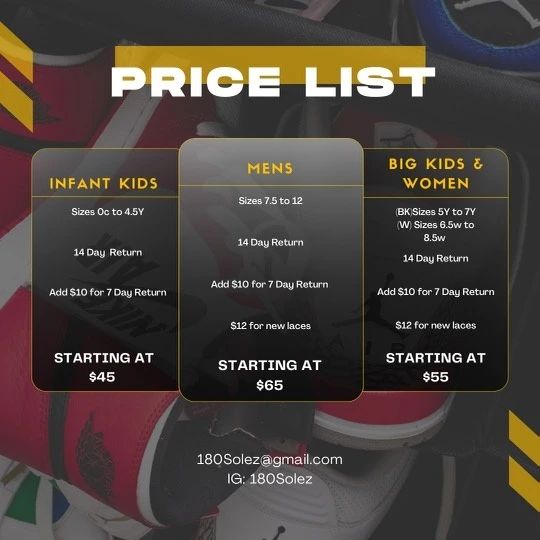 PRICE LIST
INFANT KIDS
Sizes 0c to 4.5Y
14 Day Return
Add $10 for 7 Day Return
STARTING AT
$45
MENS
Sizes 7.5 to 12
14 Day Return
Add $10 for 7 Day Return
$12 for new laces
STARTING AT
$65
BIG KIDS &
WOMEN
(BK)Sizes 5Y to 7Y
(W) Sizes 6.5w to
8.5w
14 Day Return
Add $10 for 7 Day Return
$12 for new laces
STARTING AT
$55
180Solez@gmail.com
IG: 180Solez
NIKE